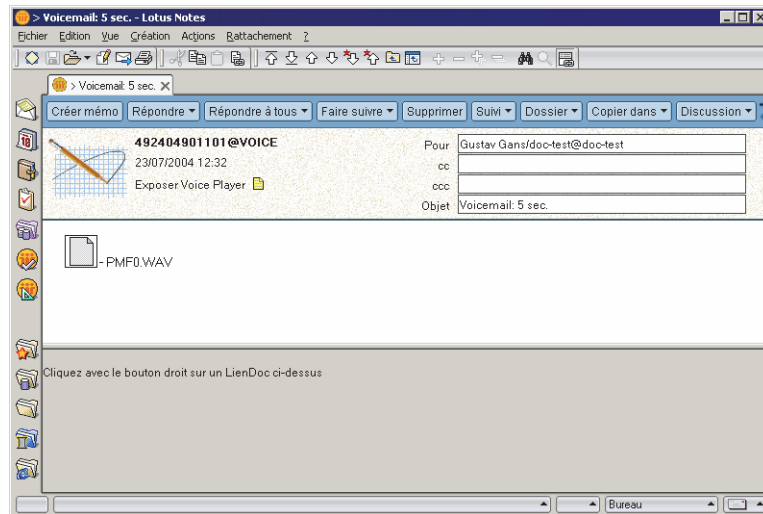 > Voicemail: 5 sec. - Lotus Notes
Fichier Edition Vue Création Actions Rattachement ?
> Voicemail: 5 sec.
Créer mémo Répondre Répondre à tous Faire suivre Supprimer Suivi Dossier Copier dans Discussion
492404901101@VOICE
23/07/2004 12:32
Exposer Voice Player
Pour Gustav Gans/doc-test@doc-test
cc
ccc
Objet Voicemail: 5 sec.
- PMF0.WAV
Cliquez avec le bouton droit sur un LienDoc ci-dessus
Bureau